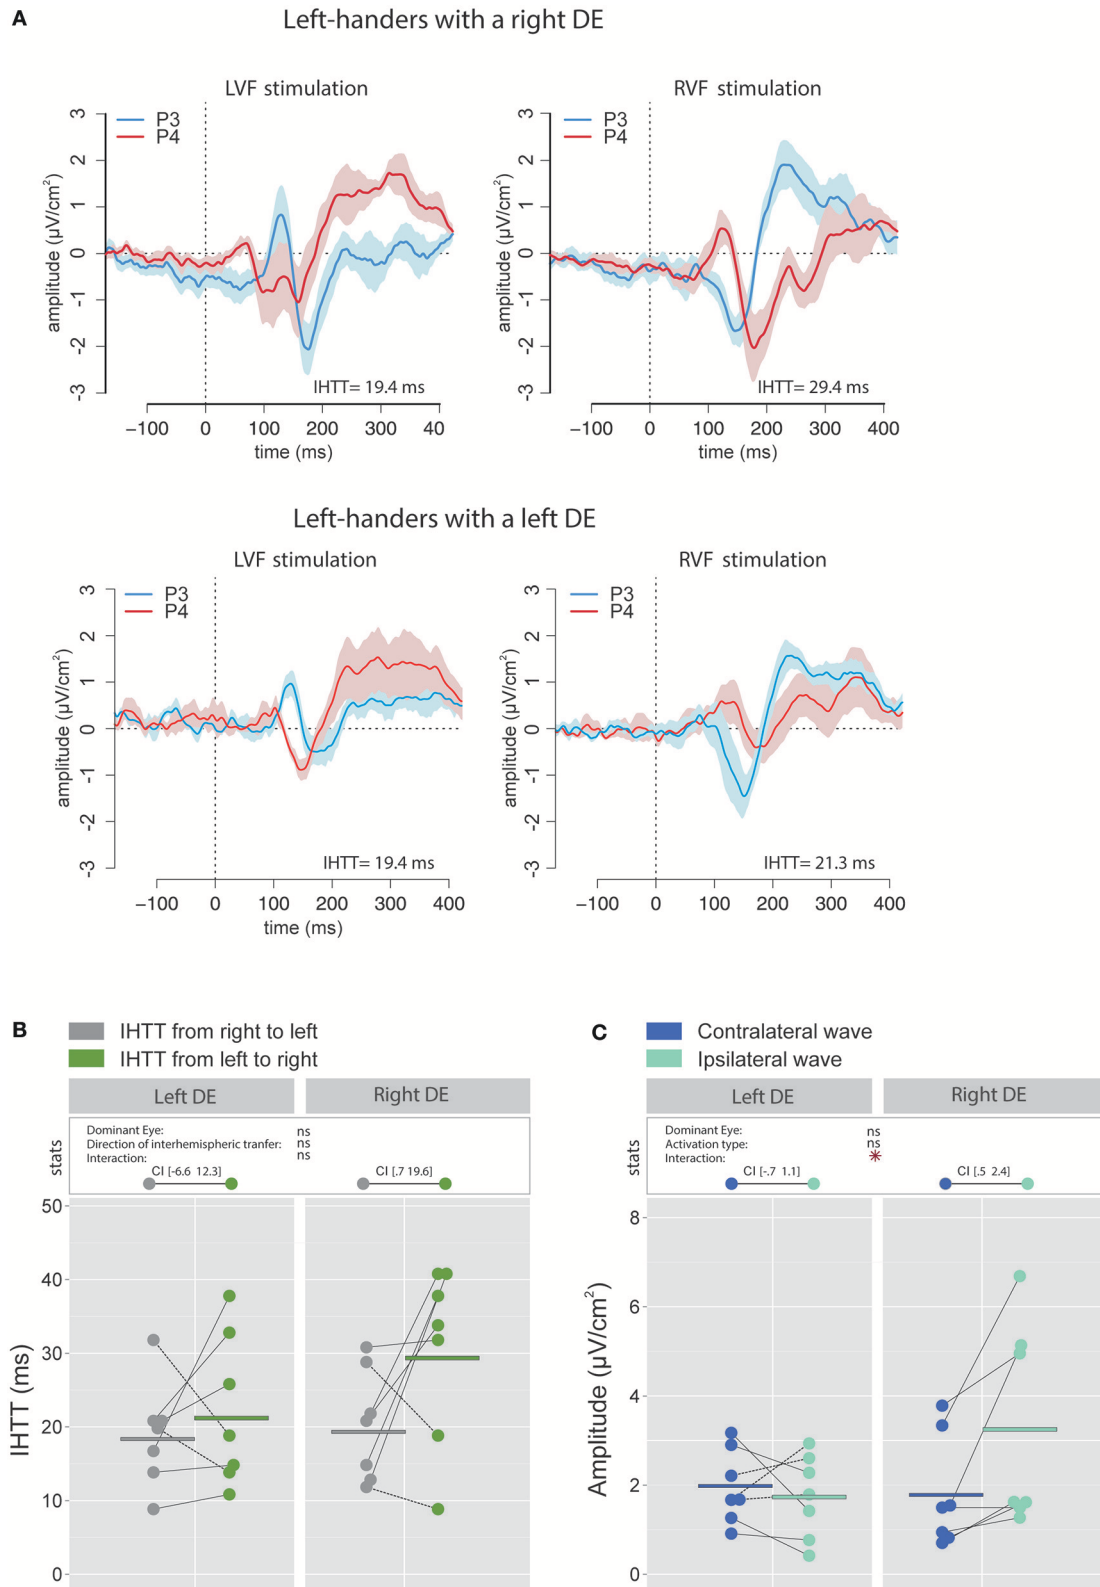 A
Left-handers with a right DE
LVF stimulation
RVF stimulation
P3
P4
P3
P4
amplitude (µV/cm²)
3
2
1
0
-1
-2
-3
IHTT= 19.4 ms
−100 0 100 200 300 40
time (ms)
amplitude (µV/cm²)
3
2
1
0
-1
-2
-3
IHTT= 29.4 ms
−100 0 100 200 300 400
time (ms)
Left-handers with a left DE
LVF stimulation
RVF stimulation
P3
P4
P3
P4
amplitude (µV/cm²)
3
2
1
0
-1
-2
-3
IHTT= 19.4 ms
−100 0 100 200 300 400
time (ms)
amplitude (µV/cm²)
3
2
1
0
-1
-2
-3
IHTT= 21.3 ms
−100 0 100 200 300 400
time (ms)
B
IHTT from right to left
IHTT from left to right
Left DE
Right DE
stats
Dominant Eye: ns
Direction of interhemispheric tranfer: ns
Interaction: ns
CI [-6.6 12.3]
CI [.7 19.6]
IHTT (ms)
50
40
30
20
10
0
C
Contralateral wave
Ipsilateral wave
Left DE
Right DE
stats
Dominant Eye: ns
Activation type: ns
Interaction: *
CI [-.7 1.1]
CI [.5 2.4]
Amplitude (µV/cm²)
8
6
4
2
0